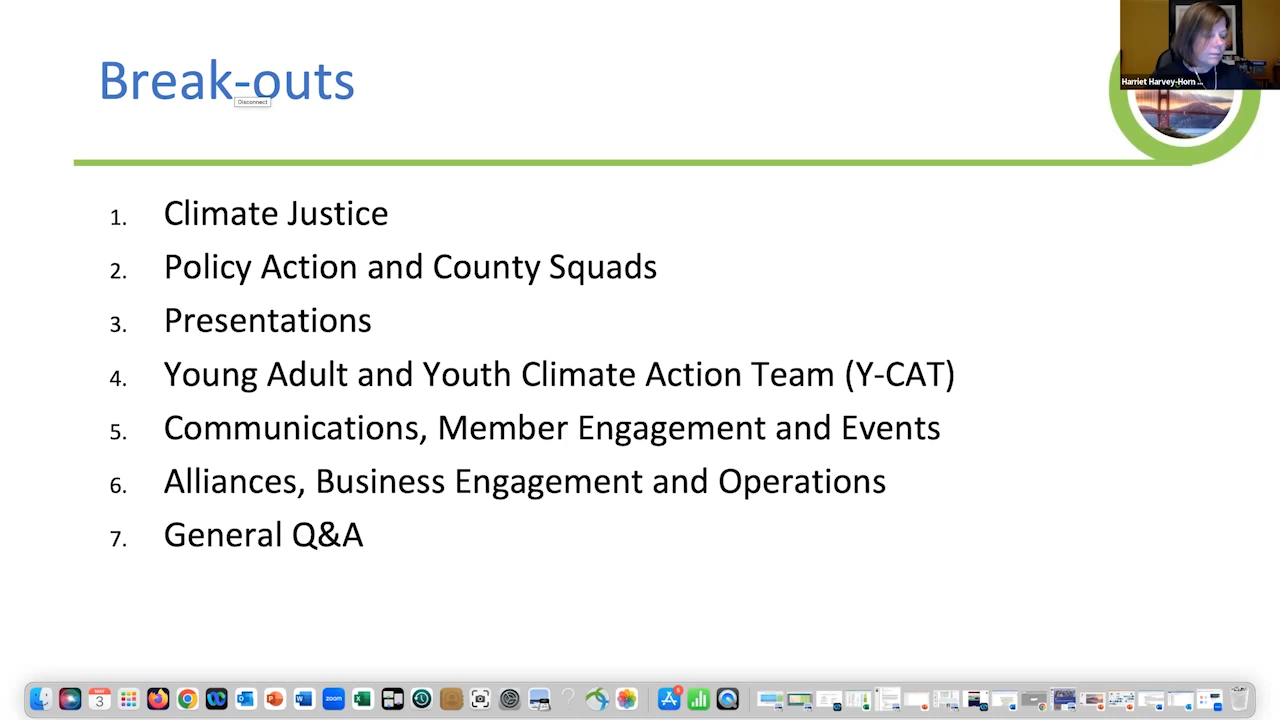 Break-outs
Disconnect
Harriet Harvey-Horn ...
1. Climate Justice
2. Policy Action and County Squads
3. Presentations
4. Young Adult and Youth Climate Action Team (Y-CAT)
5. Communications, Member Engagement and Events
6. Alliances, Business Engagement and Operations
7. General Q&A
3
zoom